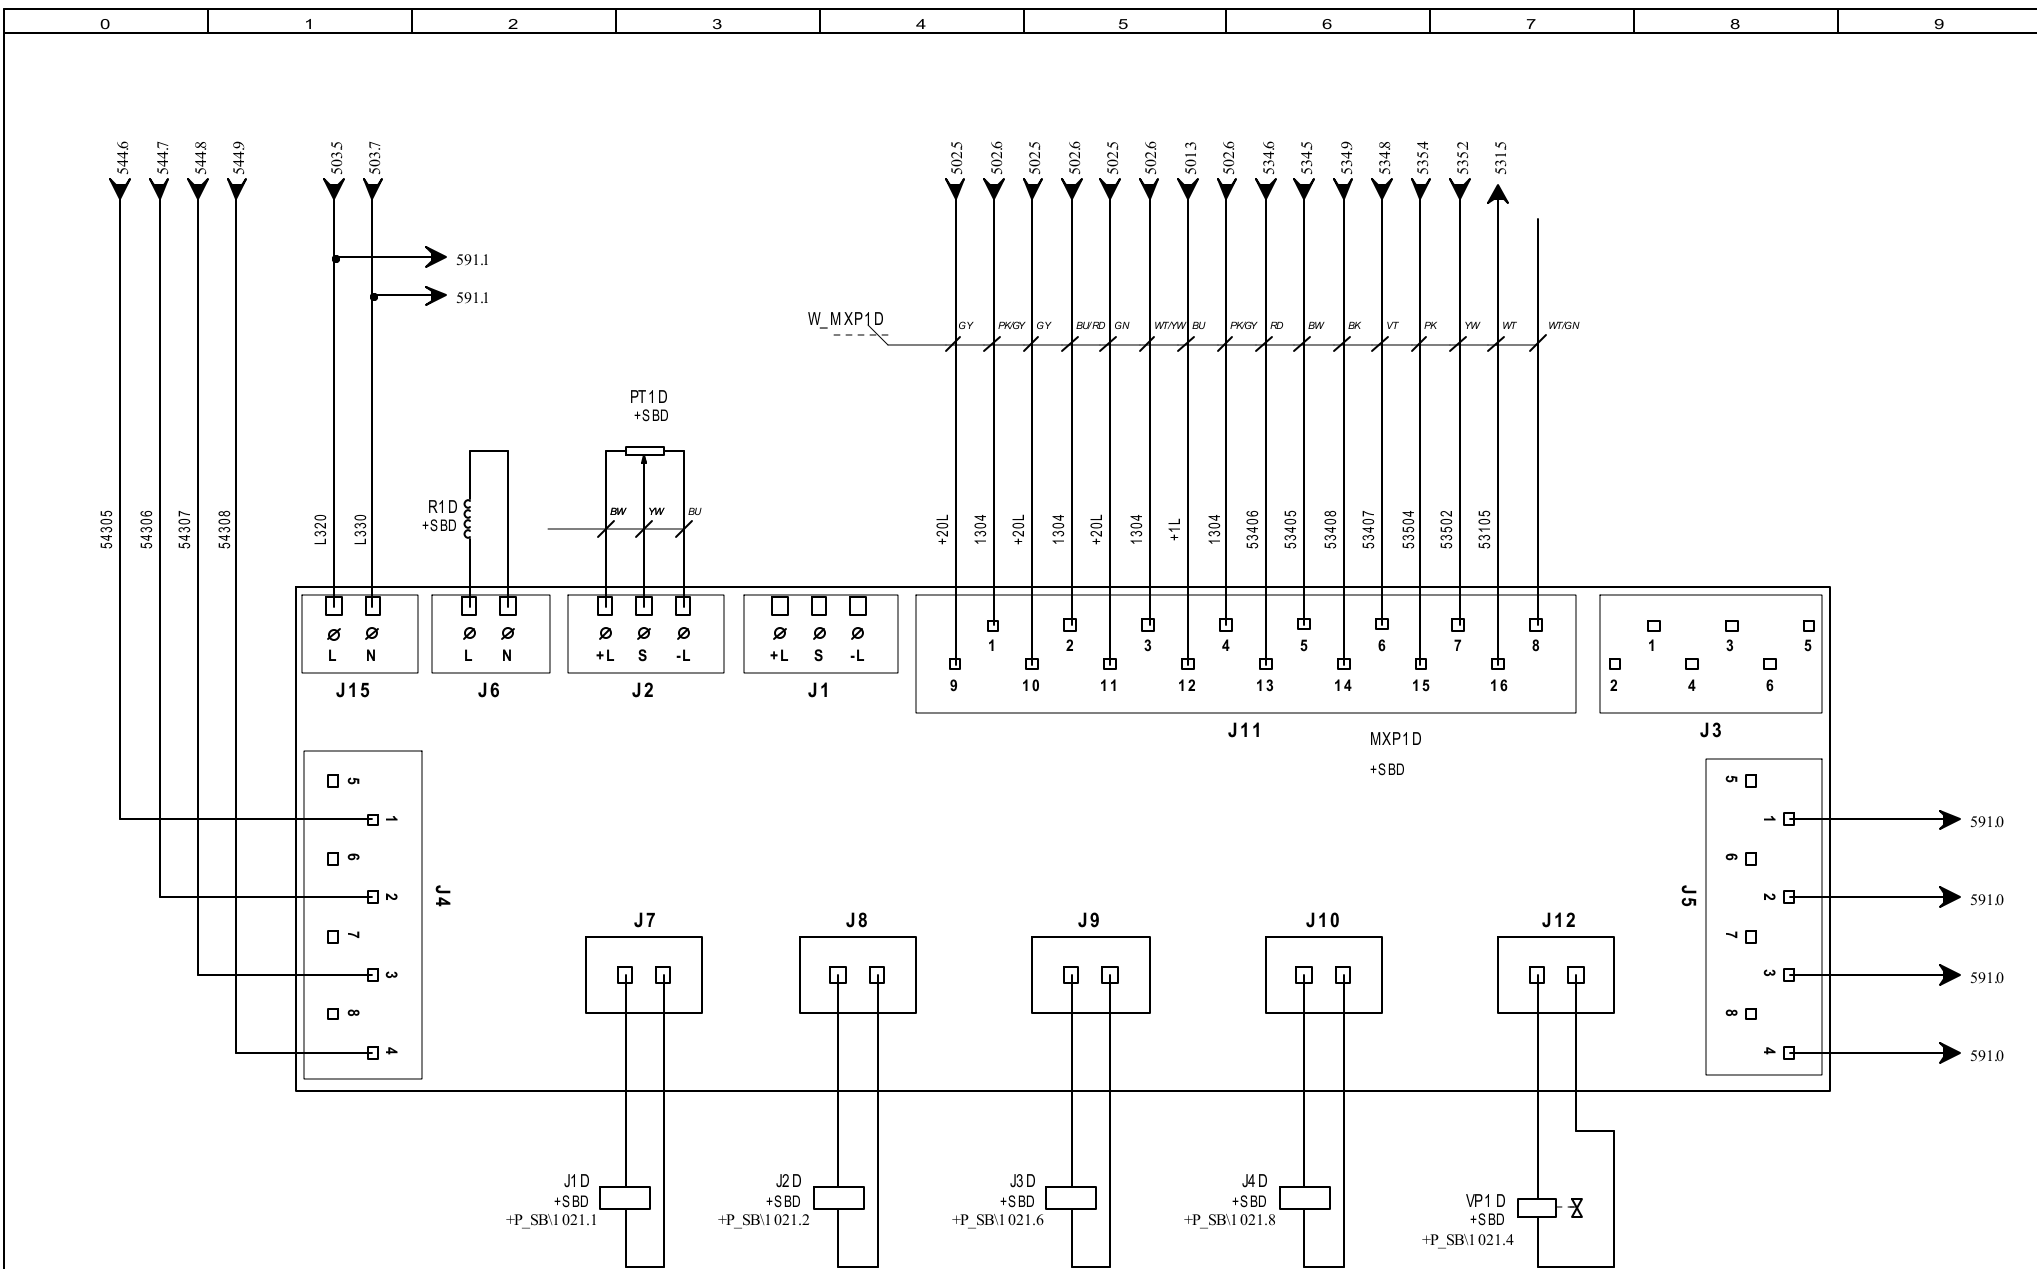 0 1 2 3 4 5 6 7 8 9
544.6 544.7 544.8 544.9 503.5 503.7 502.5 502.6 502.5 502.6 502.5 502.6 501.3 502.6 534.6 534.5 534.9 534.8 535.4 535.2 531.5
591.1
591.1
W_MXP1D
GY PK/GY GY BU/RD GN WT/YW BU PK/GY RD BW BK VT PK YW WT WT/GN
PT1D
+SBD
R1D
+SBD
BW YW BU
54305 54306 54307 54308 L320 L330 +20L 1304 +20L 1304 +20L 1304 +1L 1304 53406 53405 53408 53407 53504 53502 53105
1 2 3 4 5 6 7 8 1 3 5
L N L N +L S -L +L S -L
9 10 11 12 13 14 15 16 2 4 6
J15 J6 J2 J1
J11 J3
MXP1D
+SBD
5 5
1 1 591.0
6 6
J4 J5
2 2 591.0
7 7
3 3 591.0
8 8
4 4 591.0
J7 J8 J9 J10 J12
J1D J2D J3D J4D
+SBD +SBD +SBD +SBD
+P_SB\1021.1 +P_SB\1021.2 +P_SB\1021.6 +P_SB\1021.8
VP1D
+SBD
+P_SB\1021.4